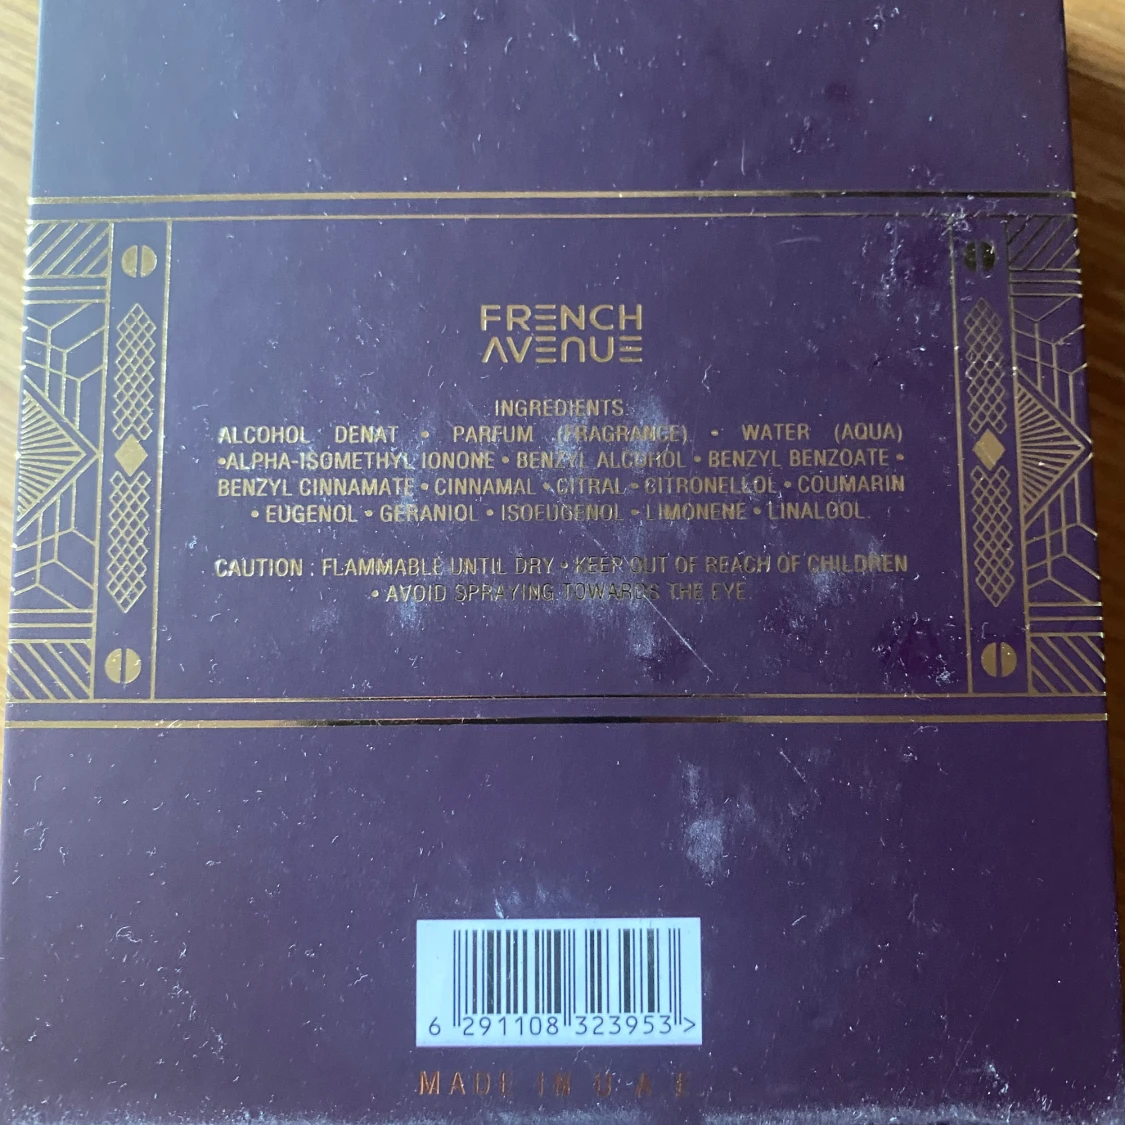 FRENCH
AVENUE
INGREDIENTS
ALCOHOL DENAT • PARFUM (FRAGRANCE) • WATER (AQUA)
•ALPHA-ISOMETHYL IONONE • BENZYL ALCOHOL • BENZYL BENZOATE •
BENZYL CINNAMATE • CINNAMAL • CITRAL • CITRONELLOL • COUMARIN
• EUGENOL • GERANIOL • ISOEUGENOL • LIMONENE • LINALOOL
CAUTION : FLAMMABLE UNTIL DRY • KEEP OUT OF REACH OF CHILDREN
• AVOID SPRAYING TOWARDS THE EYE
6 291108 323953 >
MADE IN U A E